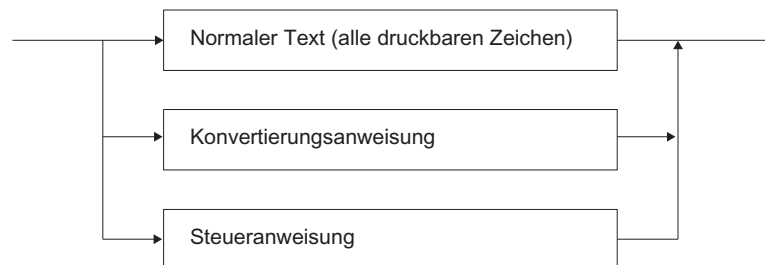 Normaler Text (alle druckbaren Zeichen)
Konvertierungsanweisung
Steueranweisung